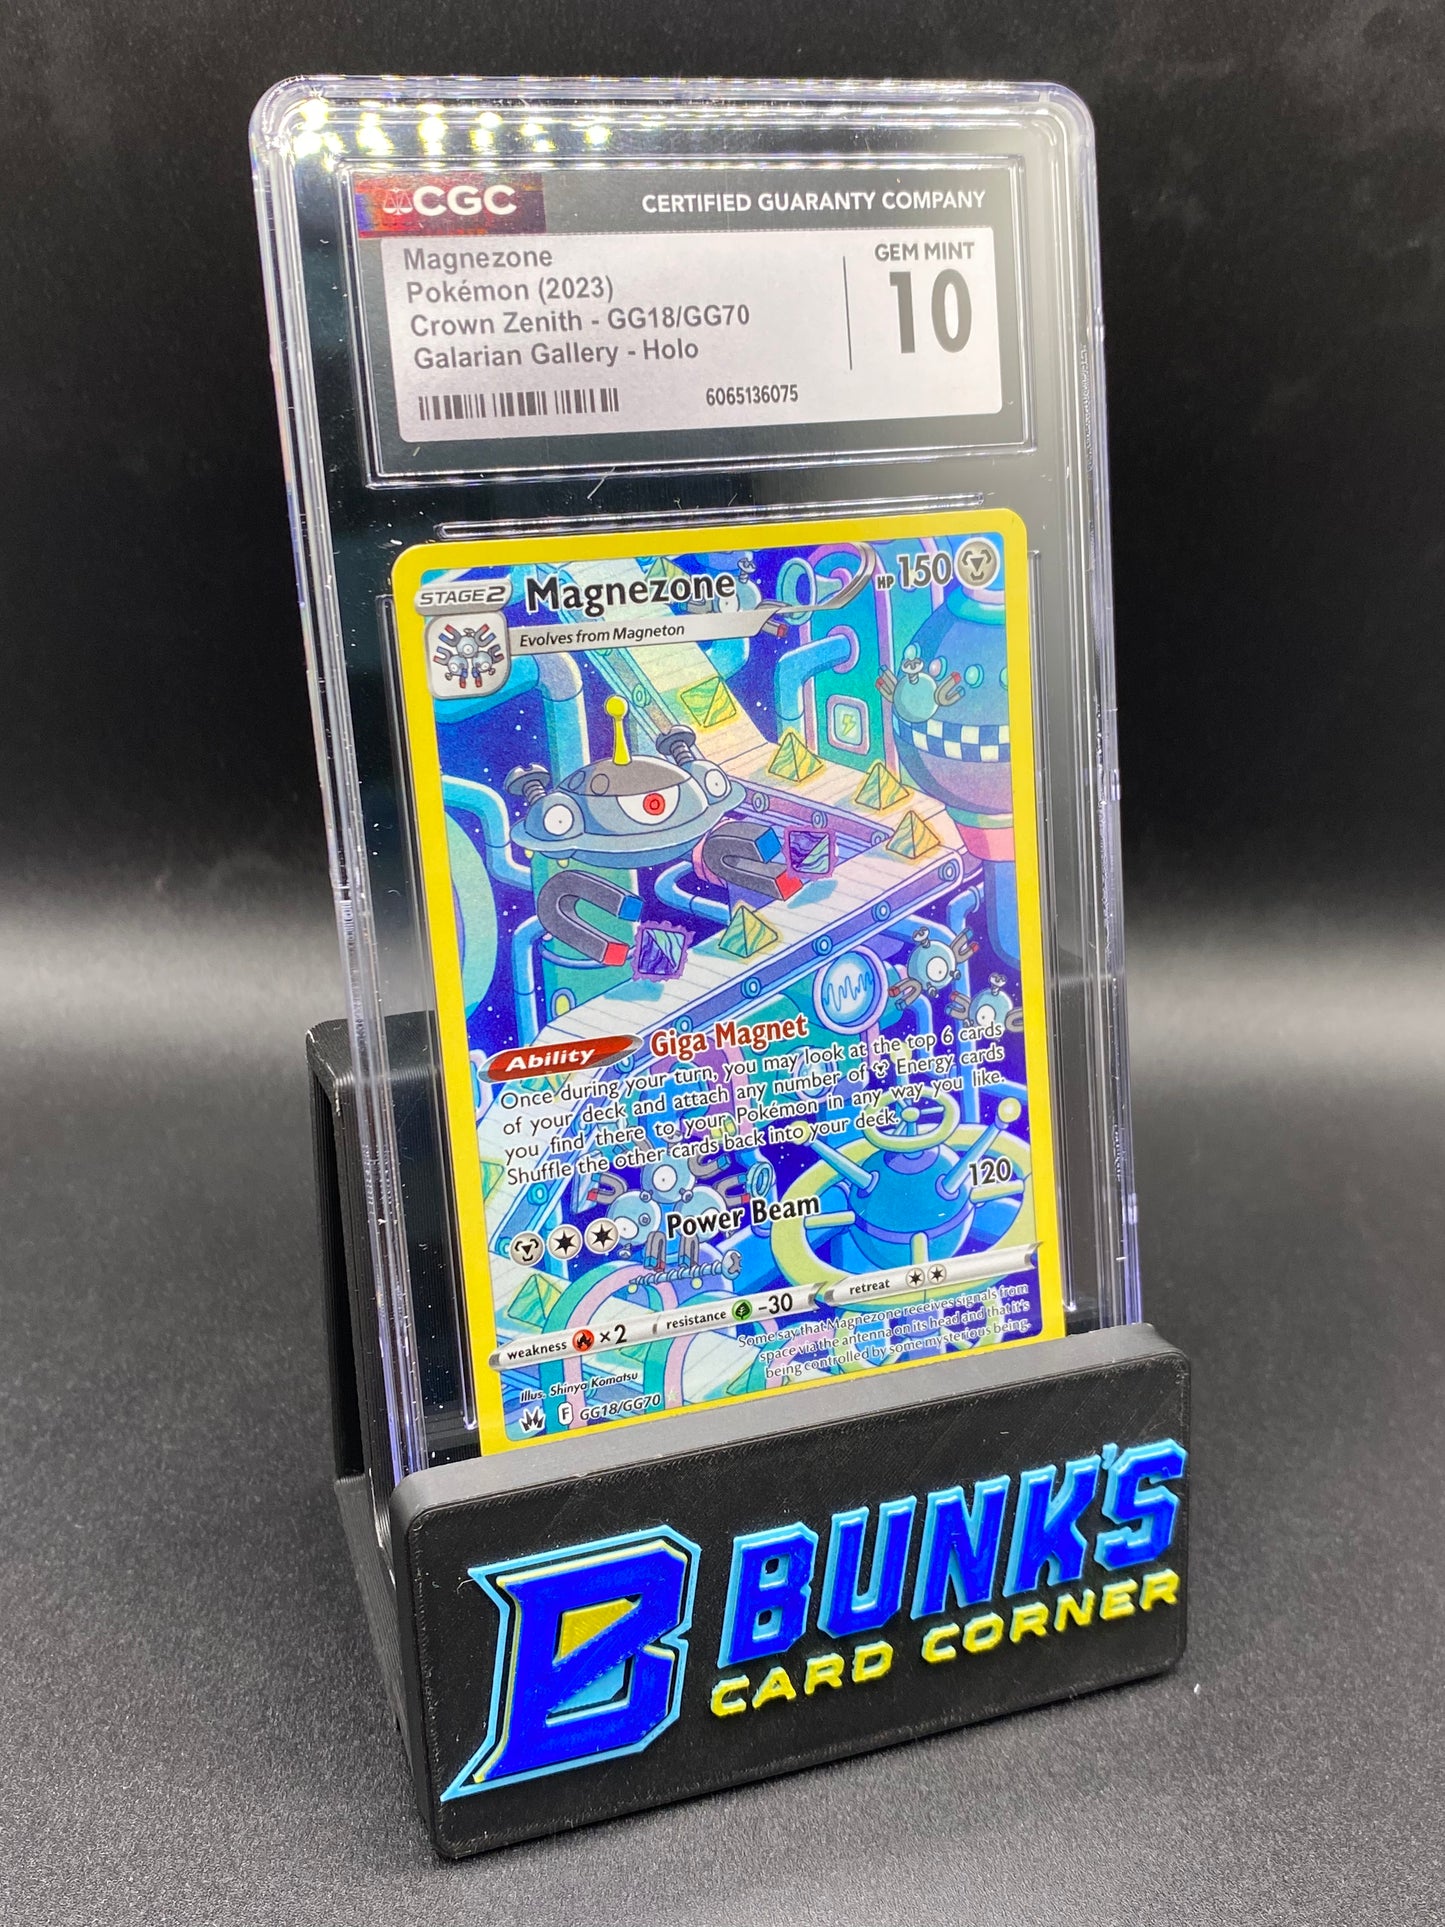 CGC
CERTIFIED GUARANTY COMPANY
Magnezone
Pokémon (2023)
Crown Zenith - GG18/GG70
Galarian Gallery - Holo
GEM MINT
10
6065136075
STAGE 2 Magnezone HP 150
Evolves from Magneton
Ability Giga Magnet
Once during your turn, you may look at the top 6 cards
of your deck and attach any number of Energy cards
you find there to your Pokémon in any way you like.
Shuffle the other cards back into your deck.
Power Beam 120
weakness ×2 resistance -30 retreat
Some say that Magnezone receives signals from
space via the antenna on its head and that it's
being controlled by some mysterious being.
Illus. Shinya Komatsu
F GG18/GG70
B BUNK'S
CARD CORNER